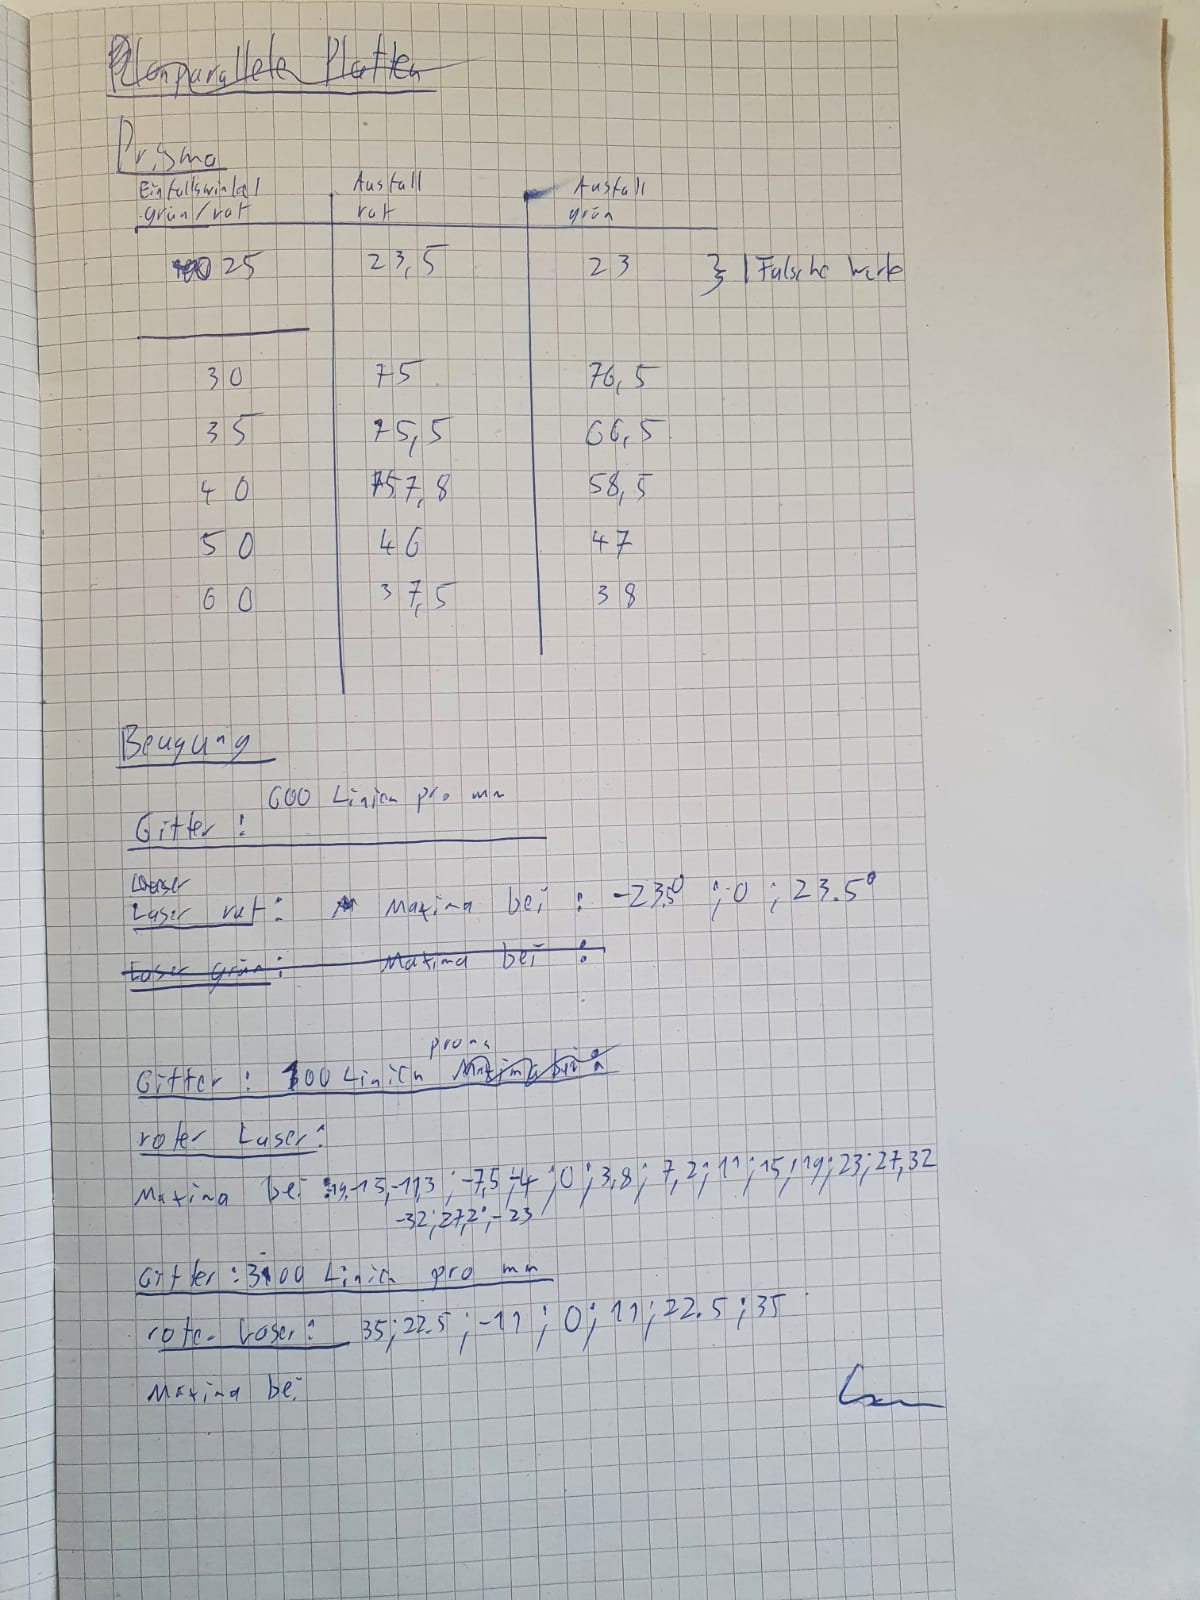 Planparallele Platten
Prisma
Einfallswinkel Ausfall Ausfall
grün/rot rot grün
25 23,5 23 } Falsche Werte
30 75 76,5
35 75,5 66,5
40 57,8 58,5
50 46 47
60 37,5 38
Beugung
600 Linien pro mm
Gitter:
Laser rot: Maxima bei: -23,5° ; 0 ; 23.5°
Laser grün: Maxima bei:
pro mm
Gitter: 100 Linien
roter Laser:
Maxima bei -19,-15,-11,3 ; -7,5 ; -4 ; 0 ; 3,8 ; 7,2 ; 11 ; 15 ; 19 ; 23 ; 27, 32
-32 ; 27,2 ; -23
Gitter: 300 Linien pro mm
roter Laser: 35 ; 22.5 ; -11 ; 0 ; 11 ; 22.5 ; 35
Maxima bei